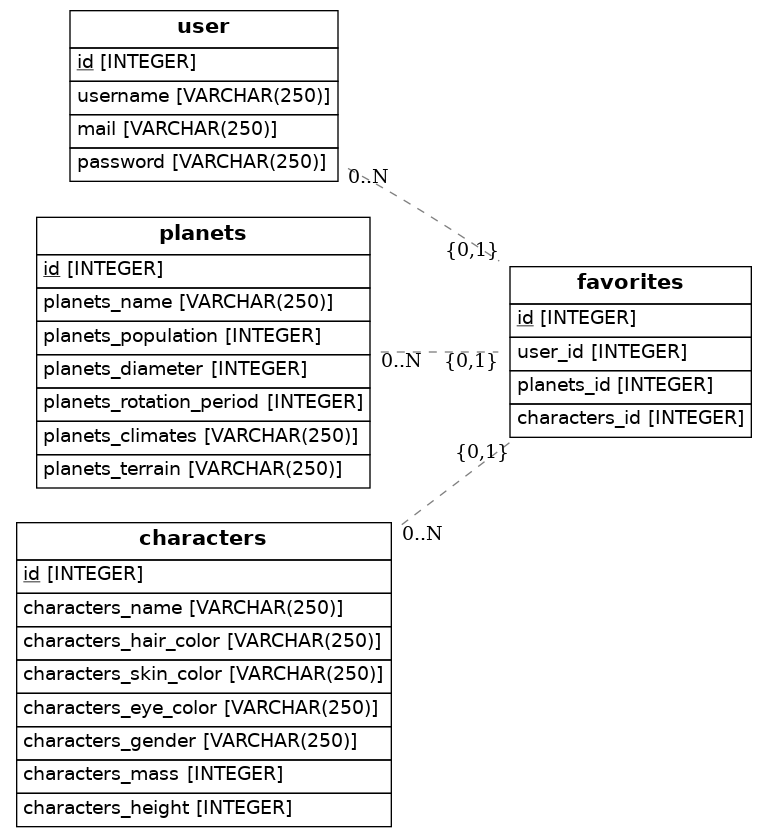 user
id [INTEGER]
username [VARCHAR(250)]
mail [VARCHAR(250)]
password [VARCHAR(250)]
0..N
{0,1}
planets
id [INTEGER]
planets_name [VARCHAR(250)]
planets_population [INTEGER]
planets_diameter [INTEGER]
planets_rotation_period [INTEGER]
planets_climates [VARCHAR(250)]
planets_terrain [VARCHAR(250)]
0..N
{0,1}
favorites
id [INTEGER]
user_id [INTEGER]
planets_id [INTEGER]
characters_id [INTEGER]
{0,1}
0..N
characters
id [INTEGER]
characters_name [VARCHAR(250)]
characters_hair_color [VARCHAR(250)]
characters_skin_color [VARCHAR(250)]
characters_eye_color [VARCHAR(250)]
characters_gender [VARCHAR(250)]
characters_mass [INTEGER]
characters_height [INTEGER]